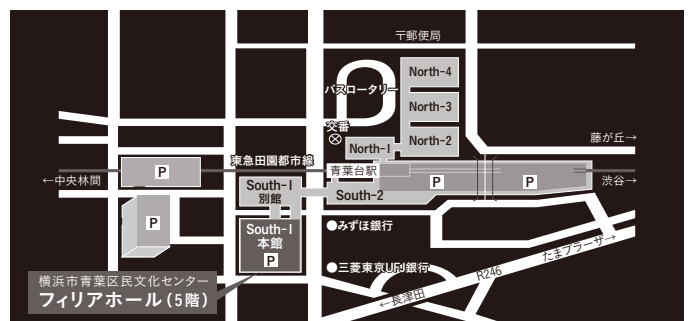 〒郵便局
North-4
バスロータリー
North-3
交番
North-2
North-1
藤が丘→
東急田園都市線
青葉台駅
P
←中央林間
South-1
別館
South-2
P
P
渋谷→
P
みずほ銀行
South-1
本館
P
たまプラーザ→
三菱東京UFJ銀行
R246
横浜市青葉区民文化センター
フィリアホール(5階)
←長津田